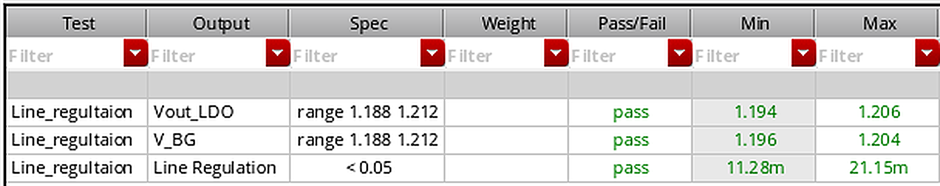 Test Output Spec Weight Pass/Fail Min Max
Filter Filter Filter Filter Filter Filter Filter
Line_regultaion Vout_LDO range 1.188 1.212 pass 1.194 1.206
Line_regultaion V_BG range 1.188 1.212 pass 1.196 1.204
Line_regultaion Line Regulation < 0.05 pass 11.28m 21.15m